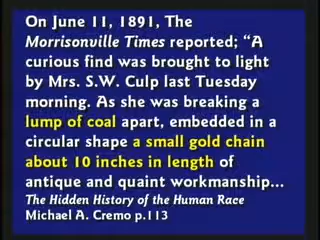 On June 11, 1891, The
Morrisonville Times reported; “A
curious find was brought to light
by Mrs. S.W. Culp last Tuesday
morning. As she was breaking a
lump of coal apart, embedded in a
circular shape a small gold chain
about 10 inches in length of
antique and quaint workmanship...
The Hidden History of the Human Race
Michael A. Cremo p.113